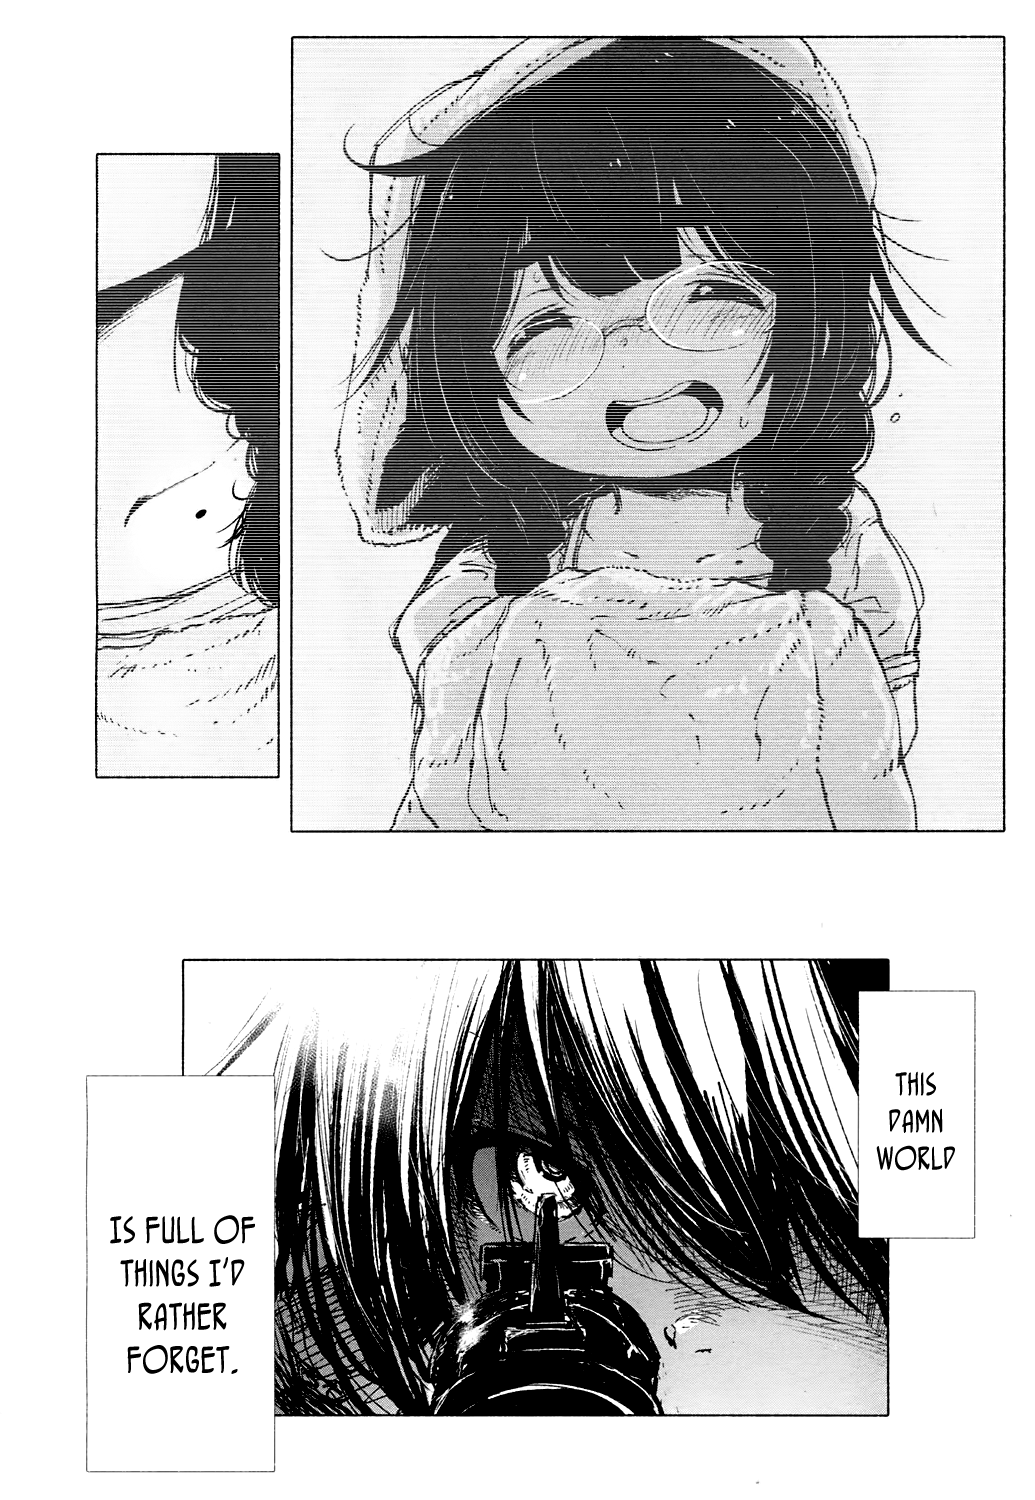 THIS
DAMN
WORLD
IS FULL OF
THINGS I'D
RATHER
FORGET.